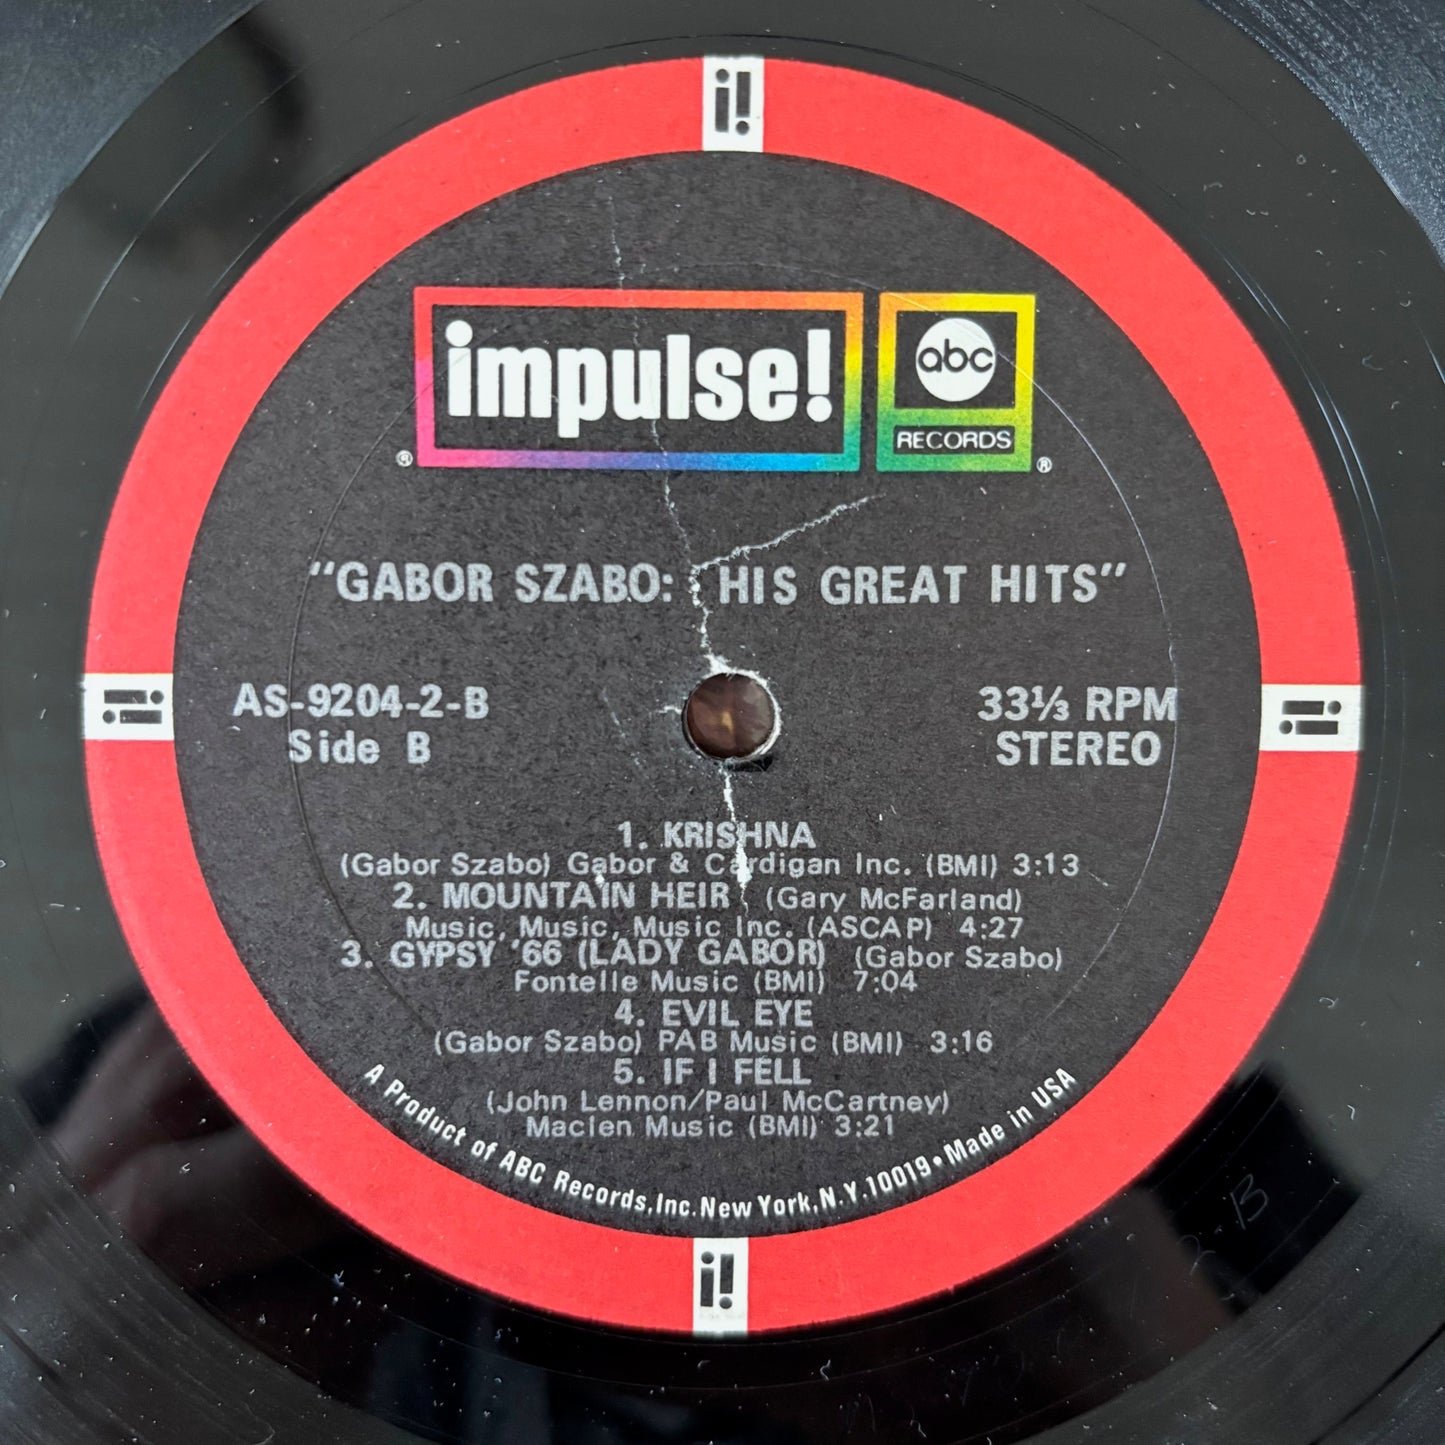 i!
impulse!
®
abc
RECORDS
®
"GABOR SZABO: HIS GREAT HITS"
AS-9204-2-B
Side B
33⅓ RPM
STEREO
i!
i!
1. KRISHNA
(Gabor Szabo) Gabor & Cardigan Inc. (BMI) 3:13
2. MOUNTAIN HEIR (Gary McFarland)
Music, Music, Music Inc. (ASCAP) 4:27
3. GYPSY '66 (LADY GABOR) (Gabor Szabo)
Fontelle Music (BMI) 7:04
4. EVIL EYE
(Gabor Szabo) PAB Music (BMI) 3:16
5. IF I FELL
(John Lennon/Paul McCartney)
Maclen Music (BMI) 3:21
A Product of ABC Records, Inc. New York, N.Y. 10019 • Made in USA
i!